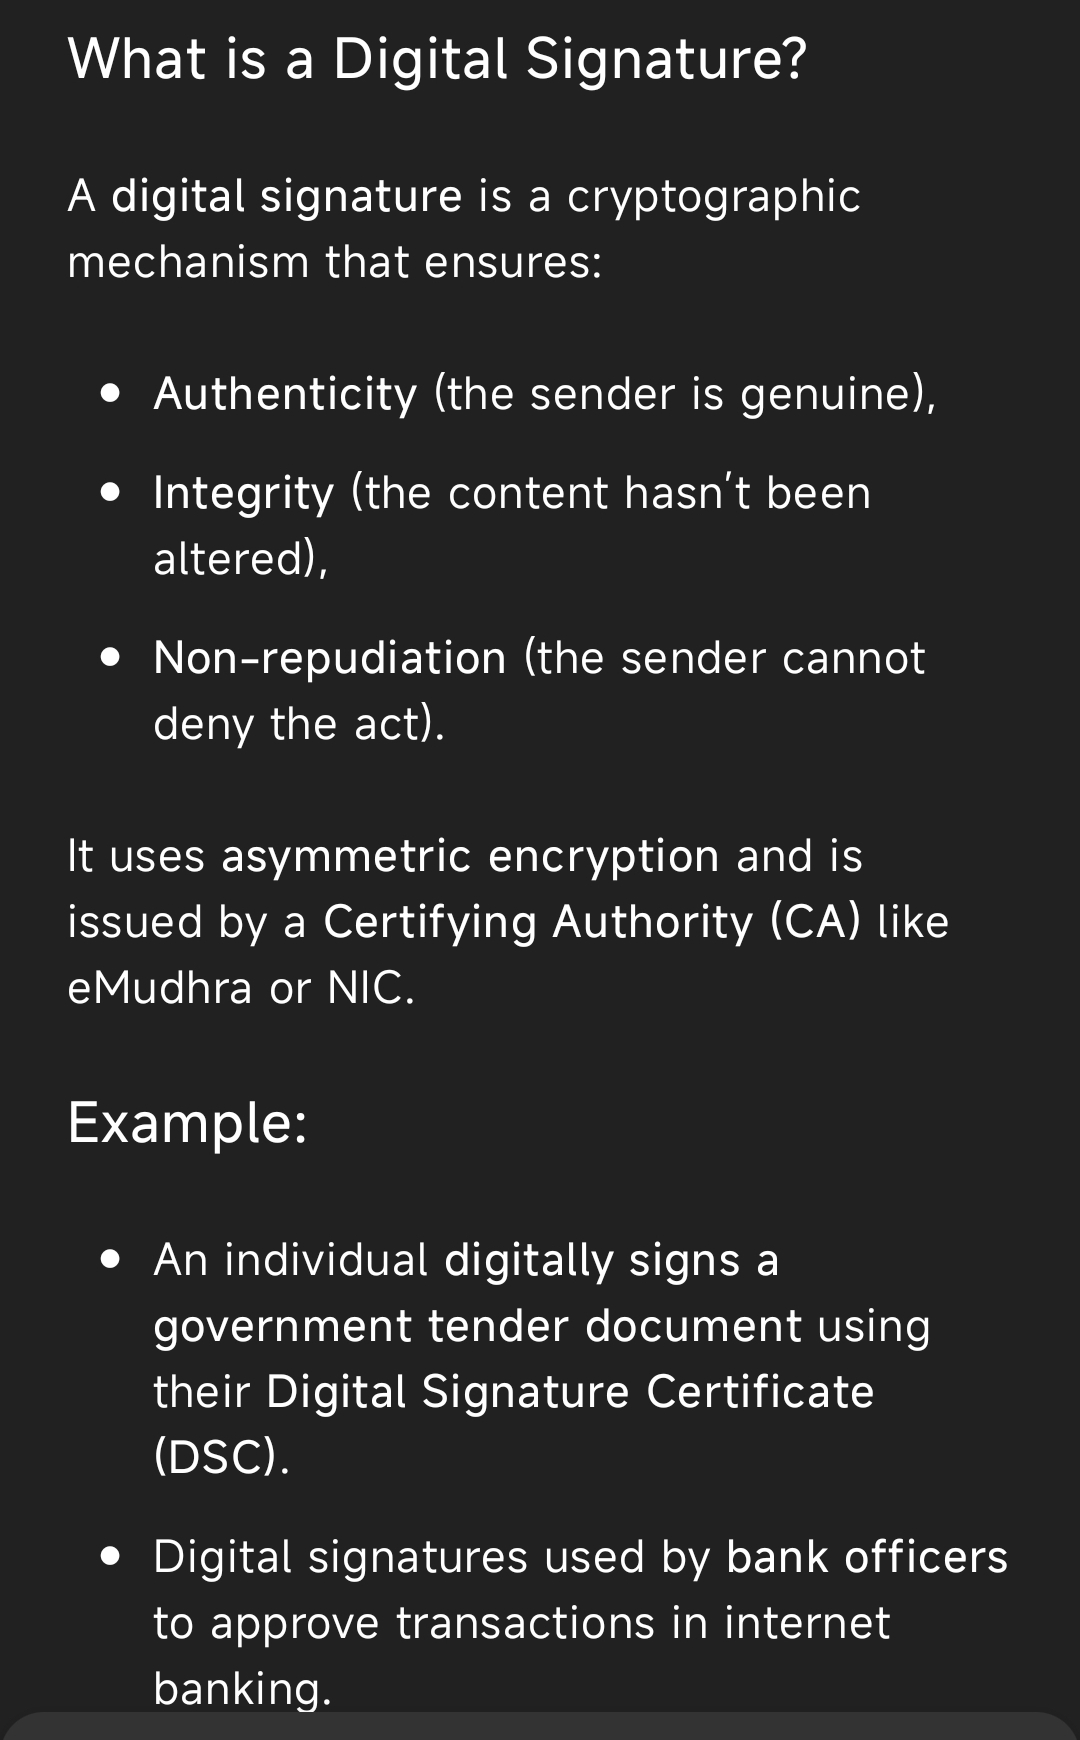 What is a Digital Signature?
A digital signature is a cryptographic
mechanism that ensures:
• Authenticity (the sender is genuine),
• Integrity (the content hasn't been
altered),
• Non-repudiation (the sender cannot
deny the act).
It uses asymmetric encryption and is
issued by a Certifying Authority (CA) like
eMudhra or NIC.
Example:
• An individual digitally signs a
government tender document using
their Digital Signature Certificate
(DSC).
• Digital signatures used by bank officers
to approve transactions in internet
banking.